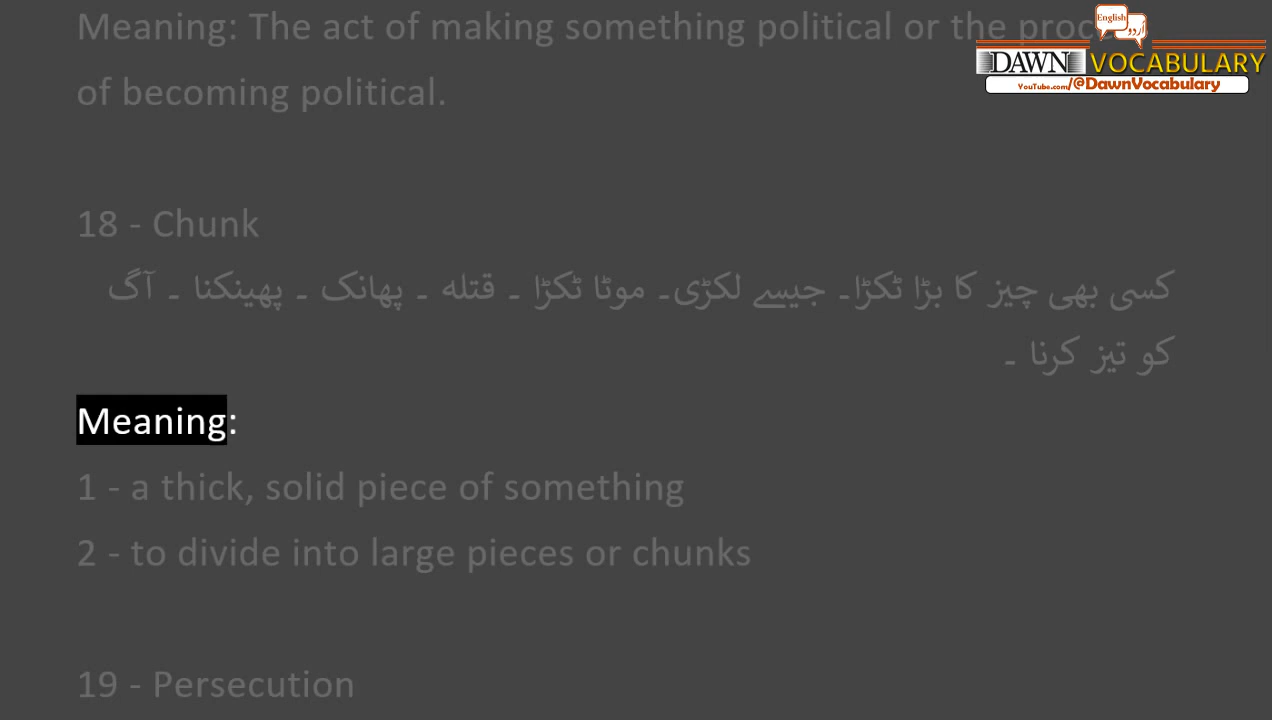 Meaning: The act of making something political or the proc
of becoming political.
English
اردو
DAWN VOCABULARY
YouTube.com/@DawnVocabulary
18 - Chunk
کسی بھی چیز کا بڑا ٹکڑا۔ جیسے لکڑی۔ موٹا ٹکڑا ۔ قتلہ ۔ پھانک ۔ پھینکنا ۔ آگ
کو تیز کرنا ۔
Meaning:
1 - a thick, solid piece of something
2 - to divide into large pieces or chunks
19 - Persecution